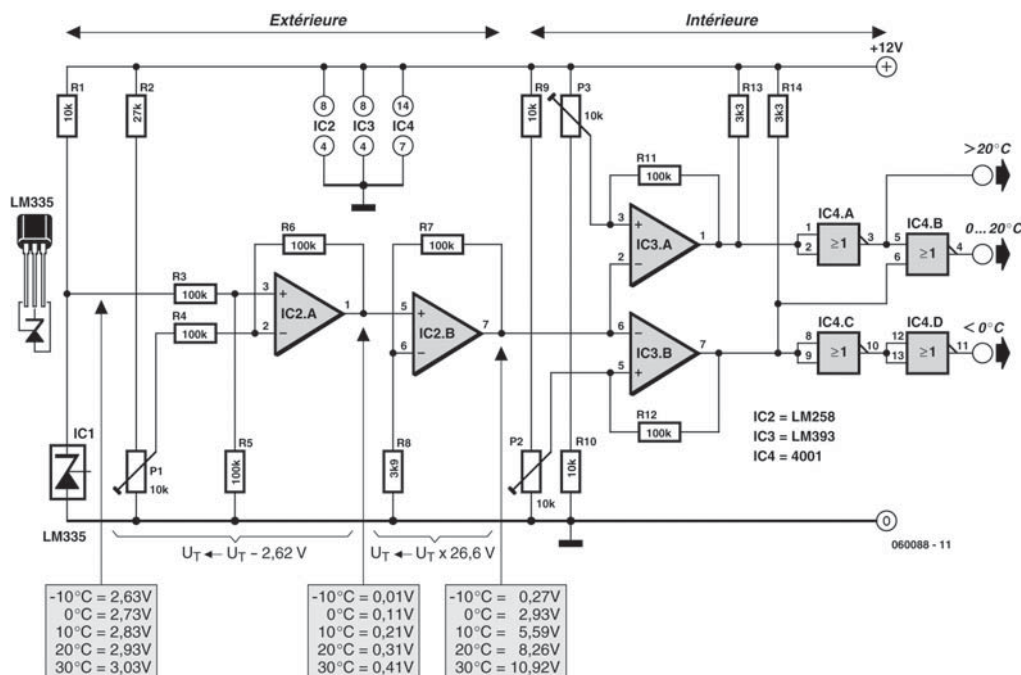 Extérieure
Intérieure
+12V
R1
10k
R2
27k
8
8
14
IC2
IC3
IC4
4
4
7
R9
10k
P3
10k
R13
3k3
R14
3k3
+
>20°C
LM335
R11
100k
3
+
IC3.A
1
2
−
IC4.A
1
2
≥1
3
IC4.B
5
6
≥1
4
0...20°C
R6
100k
R7
100k
R3
100k
3
+
IC2.A
1
R4
100k
2
−
5
+
IC2.B
7
6
−
6
−
IC3.B
7
5
+
IC4.C
8
9
≥1
10
IC4.D
12
13
≥1
11
<0°C
R12
100k
IC1
P1
10k
R5
100k
R8
3k9
P2
10k
R10
10k
IC2 = LM258
IC3 = LM393
IC4 = 4001
LM335
0
060088 - 11
UT ← UT − 2,62 V
UT ← UT x 26,6 V
-10°C = 2,63V
0°C = 2,73V
10°C = 2,83V
20°C = 2,93V
30°C = 3,03V
-10°C = 0,01V
0°C = 0,11V
10°C = 0,21V
20°C = 0,31V
30°C = 0,41V
-10°C = 0,27V
0°C = 2,93V
10°C = 5,59V
20°C = 8,26V
30°C = 10,92V